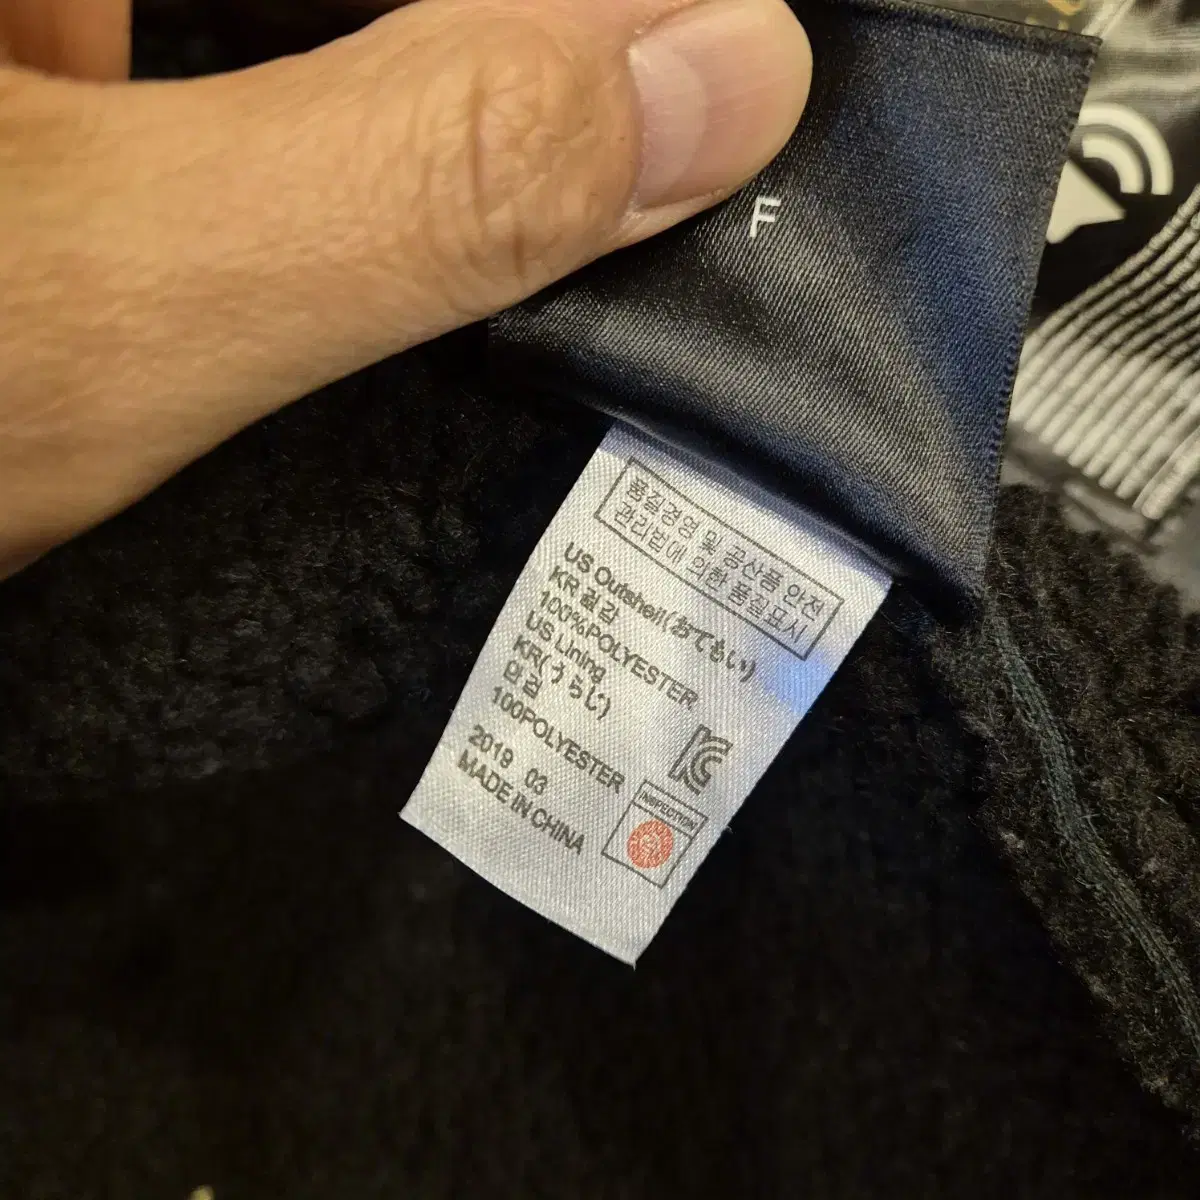 F
품질경영 및 공산품 안전
관리법에 의한 품질표시
US Outshell(おてもい)
KR 겉감
100%POLYESTER
US Lining
KR(うらじ)
안감
100POLYESTER
2019 03
MADE IN CHINA
INSPECTION